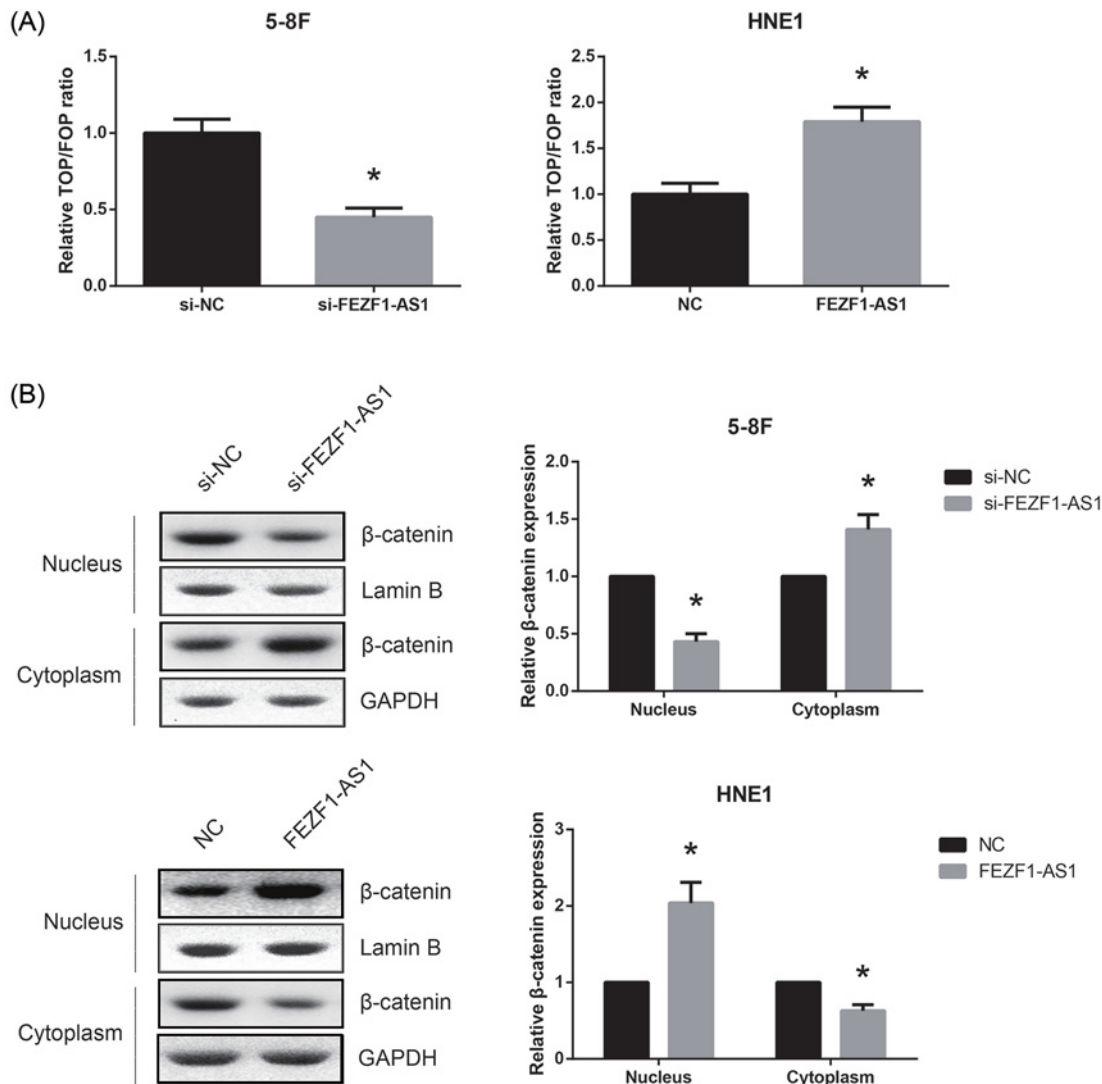 (A)
5-8F
Relative TOP/FOP ratio
1.5
1.0
0.5
0.0
si-NC
si-FEZF1-AS1
*
HNE1
Relative TOP/FOP ratio
2.5
2.0
1.5
1.0
0.5
0.0
NC
FEZF1-AS1
*
(B)
si-NC
si-FEZF1-AS1
Nucleus
β-catenin
Lamin B
Cytoplasm
β-catenin
GAPDH
5-8F
Relative β-catenin expression
2.0
1.5
1.0
0.5
0.0
*
*
Nucleus
Cytoplasm
si-NC
si-FEZF1-AS1
NC
FEZF1-AS1
Nucleus
β-catenin
Lamin B
Cytoplasm
β-catenin
GAPDH
HNE1
Relative β-catenin expression
3
2
1
0
*
*
Nucleus
Cytoplasm
NC
FEZF1-AS1